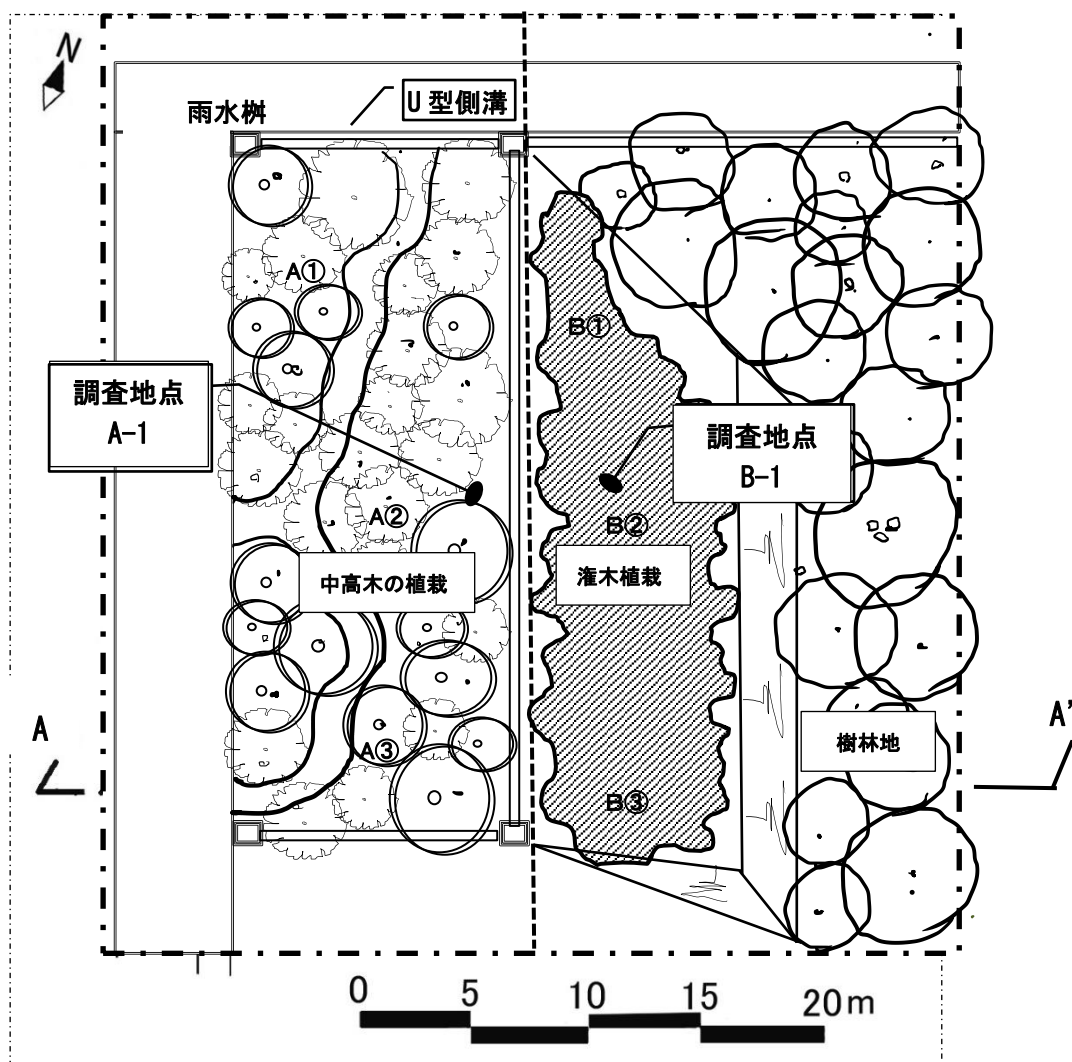 N
雨水桝
U型側溝
A①
B①
調査地点
A-1
調査地点
B-1
A②
B②
中高木の植栽
潅木植栽
樹林地
A
A'
A③
B③
0 5 10 15 20m